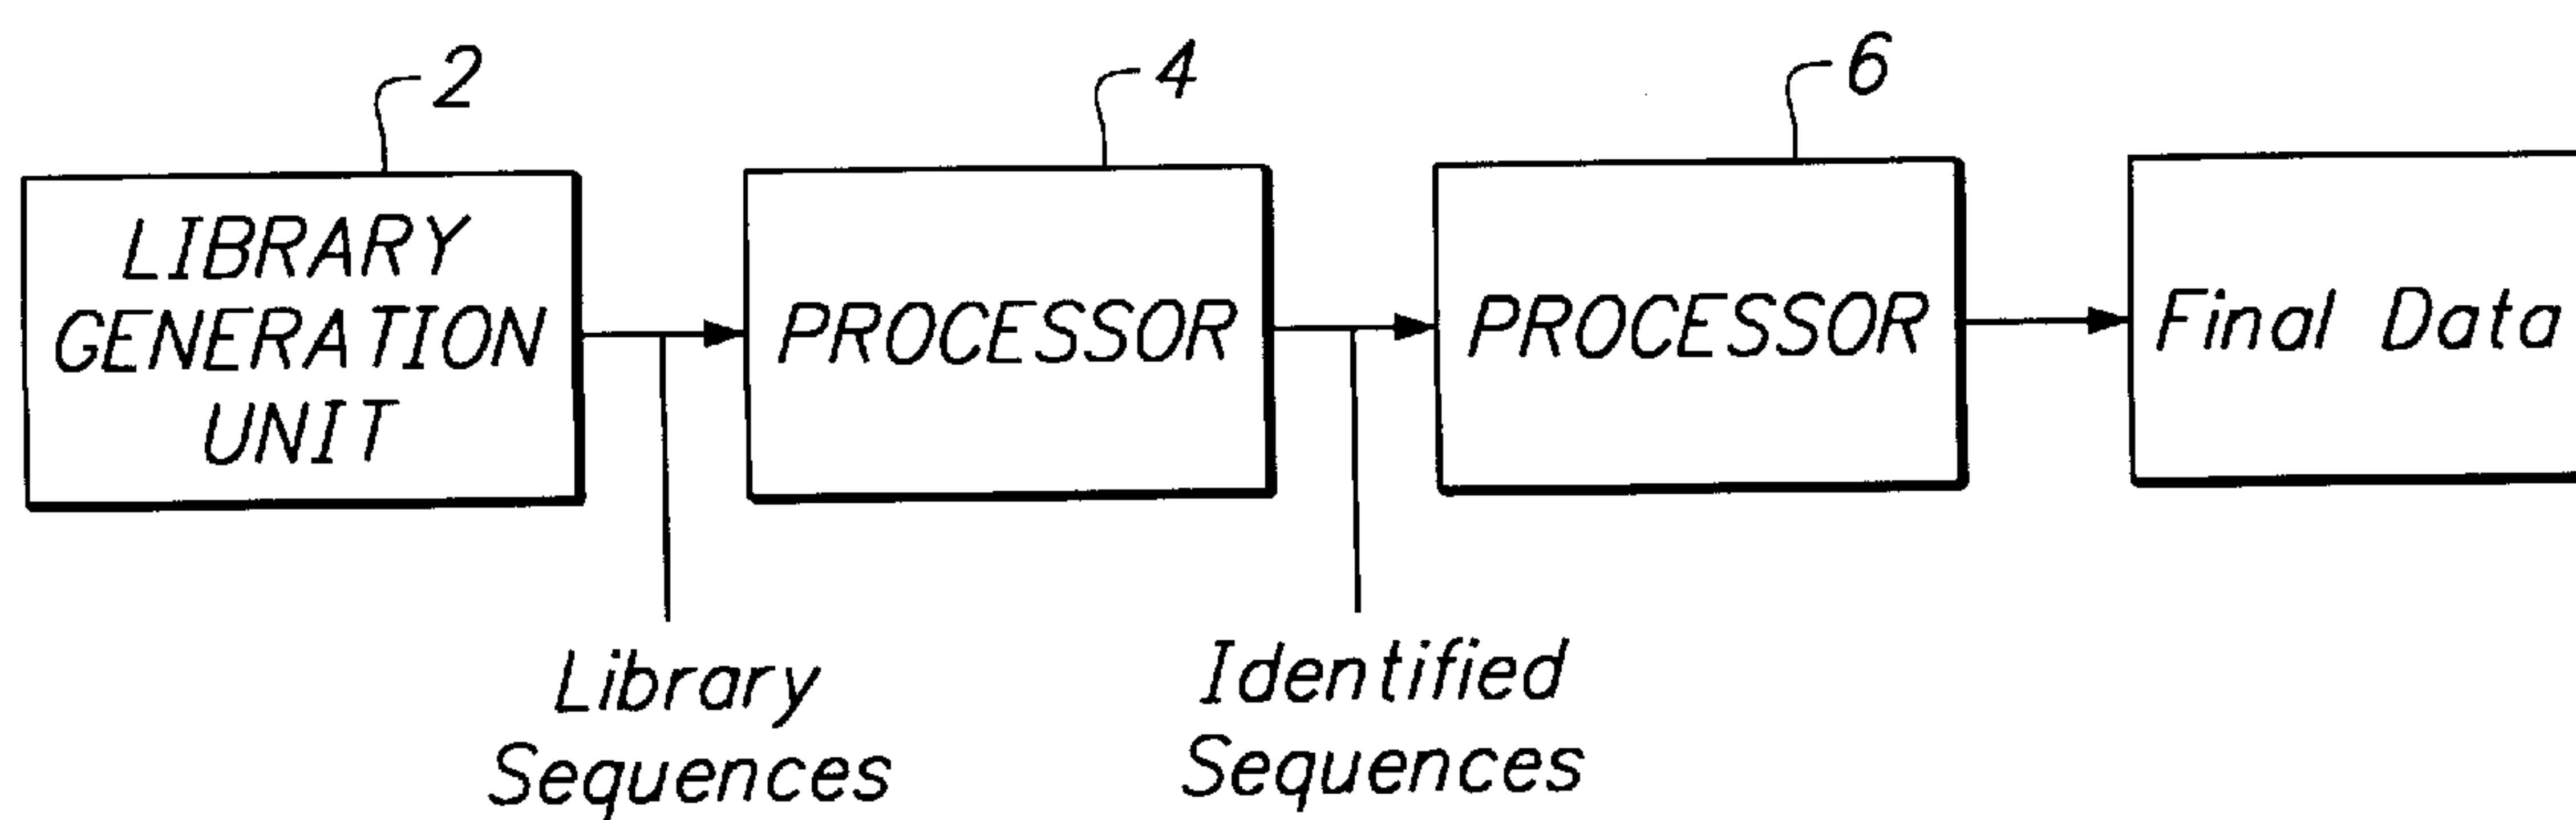 2
4
6
LIBRARY
GENERATION
UNIT
PROCESSOR
PROCESSOR
Final Data
Library
Sequences
Identified
Sequences